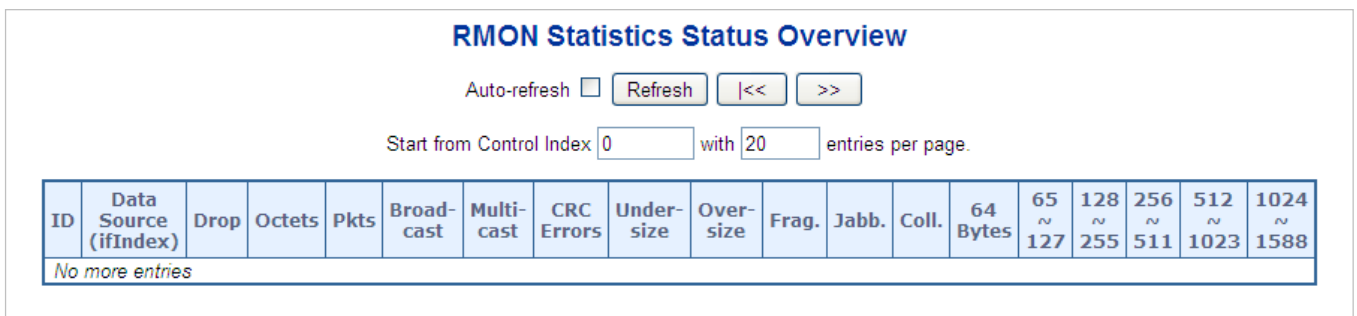 RMON Statistics Status Overview
Auto-refresh Refresh |<< >>
Start from Control Index 0 with 20 entries per page.
ID Data Source (ifIndex) Drop Octets Pkts Broad-cast Multi-cast CRC Errors Under-size Over-size Frag. Jabb. Coll. 64 Bytes 65 ~ 127 128 ~ 255 256 ~ 511 512 ~ 1023 1024 ~ 1588
No more entries